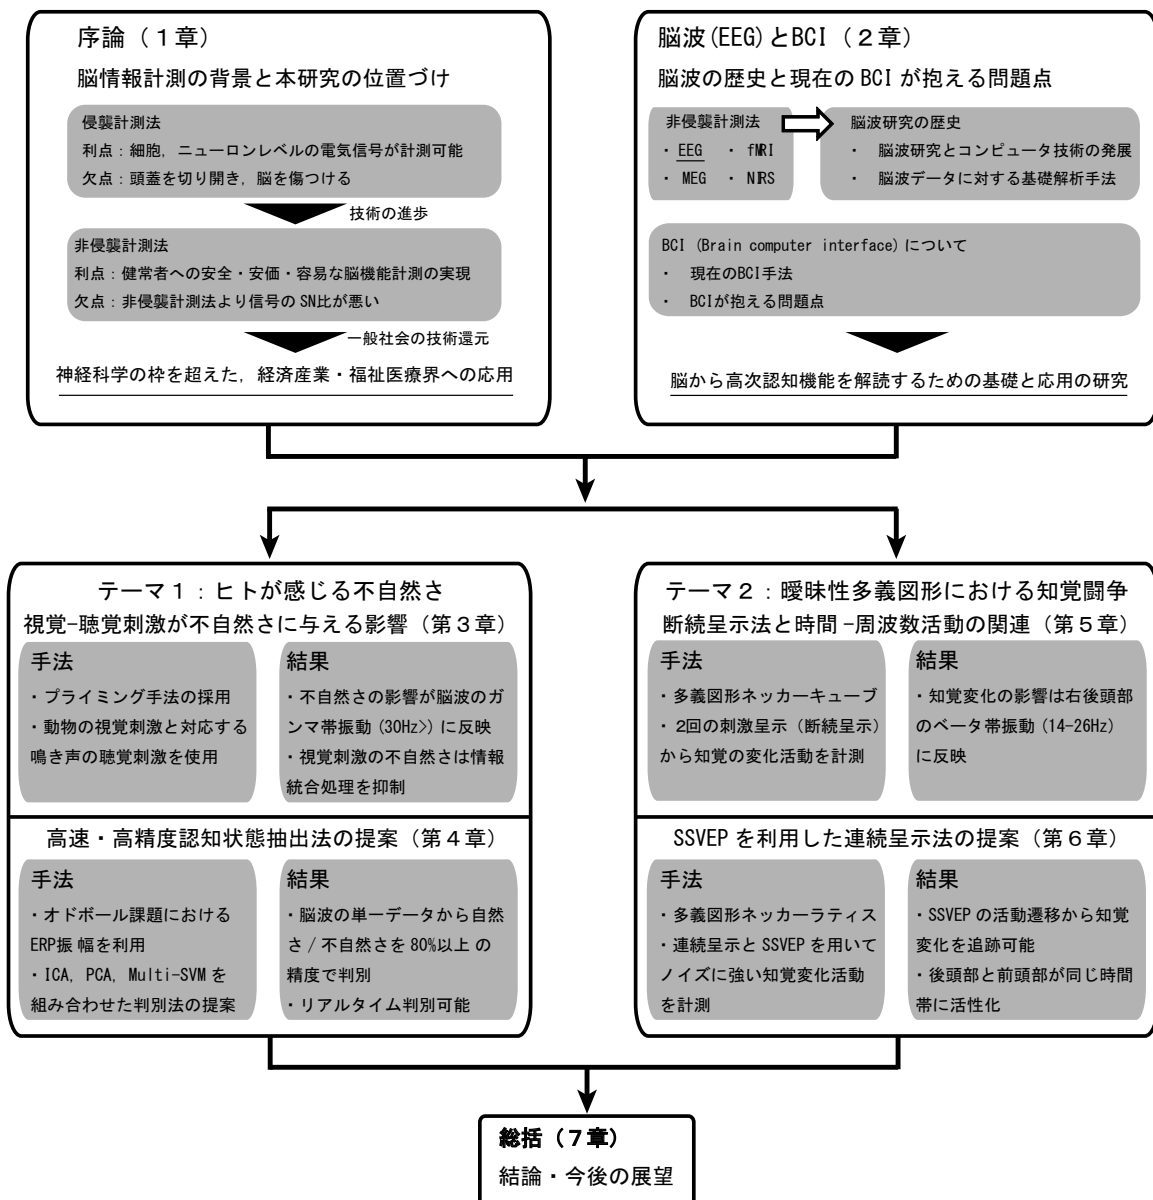 序論（１章）
脳情報計測の背景と本研究の位置づけ
侵襲計測法
利点：細胞，ニューロンレベルの電気信号が計測可能
欠点：頭蓋を切り開き，脳を傷つける
技術の進歩
非侵襲計測法
利点：健常者への安全・安価・容易な脳機能計測の実現
欠点：非侵襲計測法より信号の SN比が悪い
一般社会の技術還元
神経科学の枠を超えた，経済産業・福祉医療界への応用
脳波(EEG)とBCI（２章）
脳波の歴史と現在の BCI が抱える問題点
非侵襲計測法
・ EEG ・ fMRI
・ MEG ・ NIRS
脳波研究の歴史
・ 脳波研究とコンピュータ技術の発展
・ 脳波データに対する基礎解析手法
BCI (Brain computer interface) について
・ 現在のBCI手法
・ BCIが抱える問題点
脳から高次認知機能を解読するための基礎と応用の研究
テーマ１：ヒトが感じる不自然さ
視覚-聴覚刺激が不自然さに与える影響（第３章）
手法
・プライミング手法の採用
・動物の視覚刺激と対応する
鳴き声の聴覚刺激を使用
結果
・不自然さの影響が脳波のガ
ンマ帯振動 (30Hz>) に反映
・視覚刺激の不自然さは情報
統合処理を抑制
高速・高精度認知状態抽出法の提案（第４章）
手法
・オドボール課題における
ERP振 幅を利用
・ICA, PCA, Multi-SVM を
組み合わせた判別法の提案
結果
・脳波の単一データから自然
さ / 不自然さを 80%以上 の
精度で判別
・リアルタイム判別可能
テーマ２：曖昧性多義図形における知覚闘争
断続呈示法と時間 -周波数活動の関連（第５章）
手法
・多義図形ネッカーキューブ
・2回の刺激呈示（断続呈示）
から知覚の変化活動を計測
結果
・知覚変化の影響は右後頭部
のベータ帯振動 (14-26Hz)
に反映
SSVEP を利用した連続呈示法の提案（第６章）
手法
・多義図形ネッカーラティス
・連続呈示と SSVEP を用いて
ノイズに強い知覚変化活動
を計測
結果
・SSVEP の活動遷移から知覚
変化を追跡可能
・後頭部と前頭部が同じ時間
帯に活性化
総括（７章）
結論・今後の展望